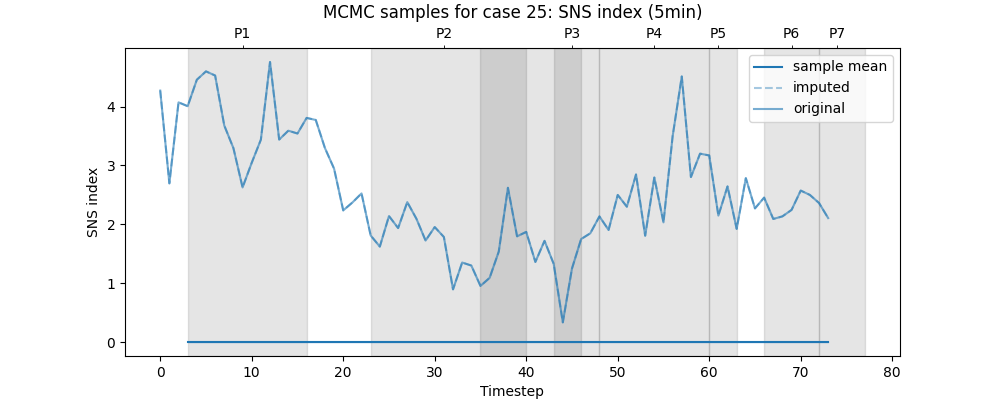 MCMC samples for case 25: SNS index (5min)
P1 P2 P3 P4 P5 P6 P7
sample mean
imputed
original
SNS index
4
3
2
1
0
0 10 20 30 40 50 60 70 80
Timestep